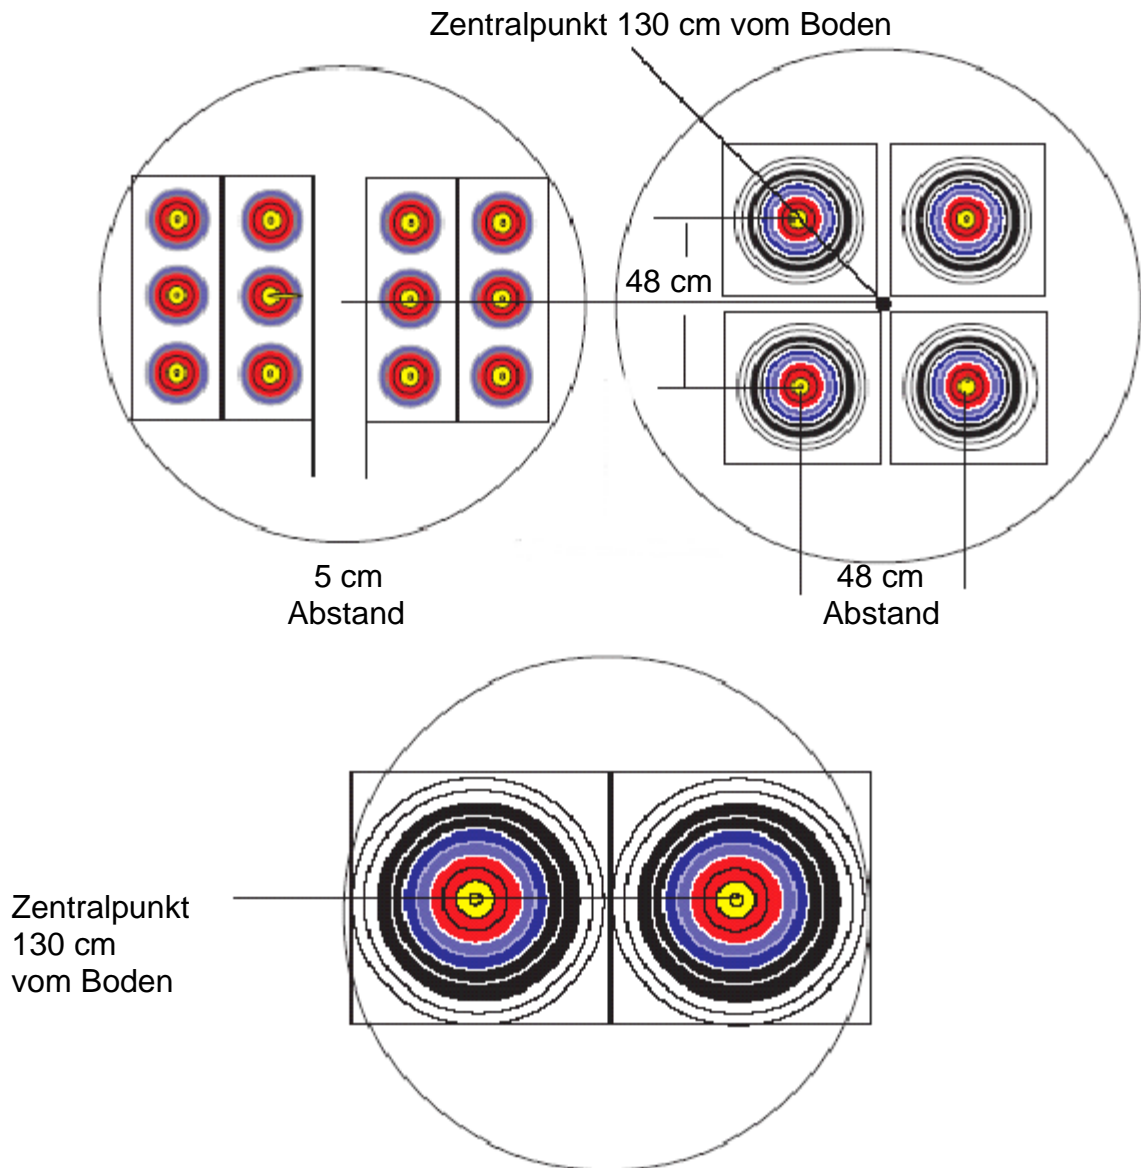 Zentralpunkt 130 cm vom Boden
48 cm
5 cm
Abstand
48 cm
Abstand
Zentralpunkt
130 cm
vom Boden